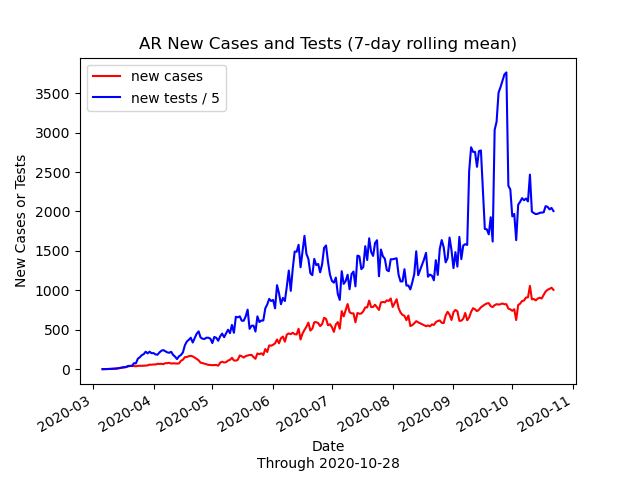 AR New Cases and Tests (7-day rolling mean)
new cases
new tests / 5
New Cases or Tests
3500
3000
2500
2000
1500
1000
500
0
2020-03
2020-04
2020-05
2020-06
2020-07
2020-08
2020-09
2020-10
2020-11
Date
Through 2020-10-28